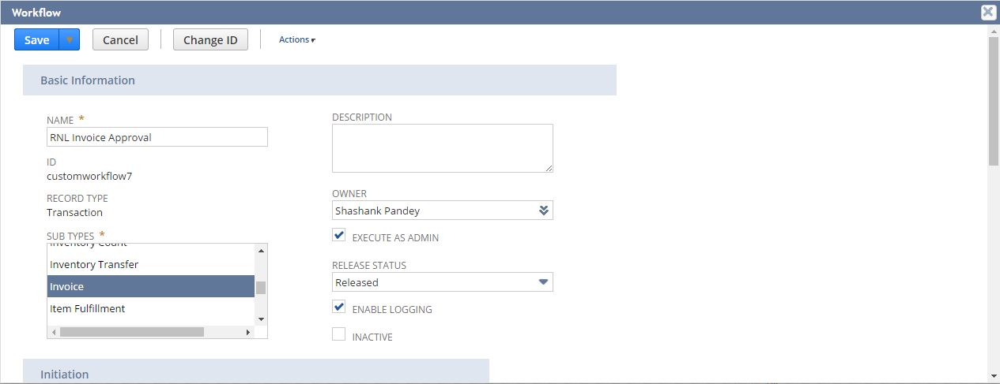 Workflow
Save Cancel Change ID Actions
Basic Information
NAME *
RNL Invoice Approval
ID
customworkflow7
RECORD TYPE
Transaction
SUB TYPES *
Inventory Count
Inventory Transfer
Invoice
Item Fulfillment
DESCRIPTION
OWNER
Shashank Pandey
EXECUTE AS ADMIN
RELEASE STATUS
Released
ENABLE LOGGING
INACTIVE
Initiation